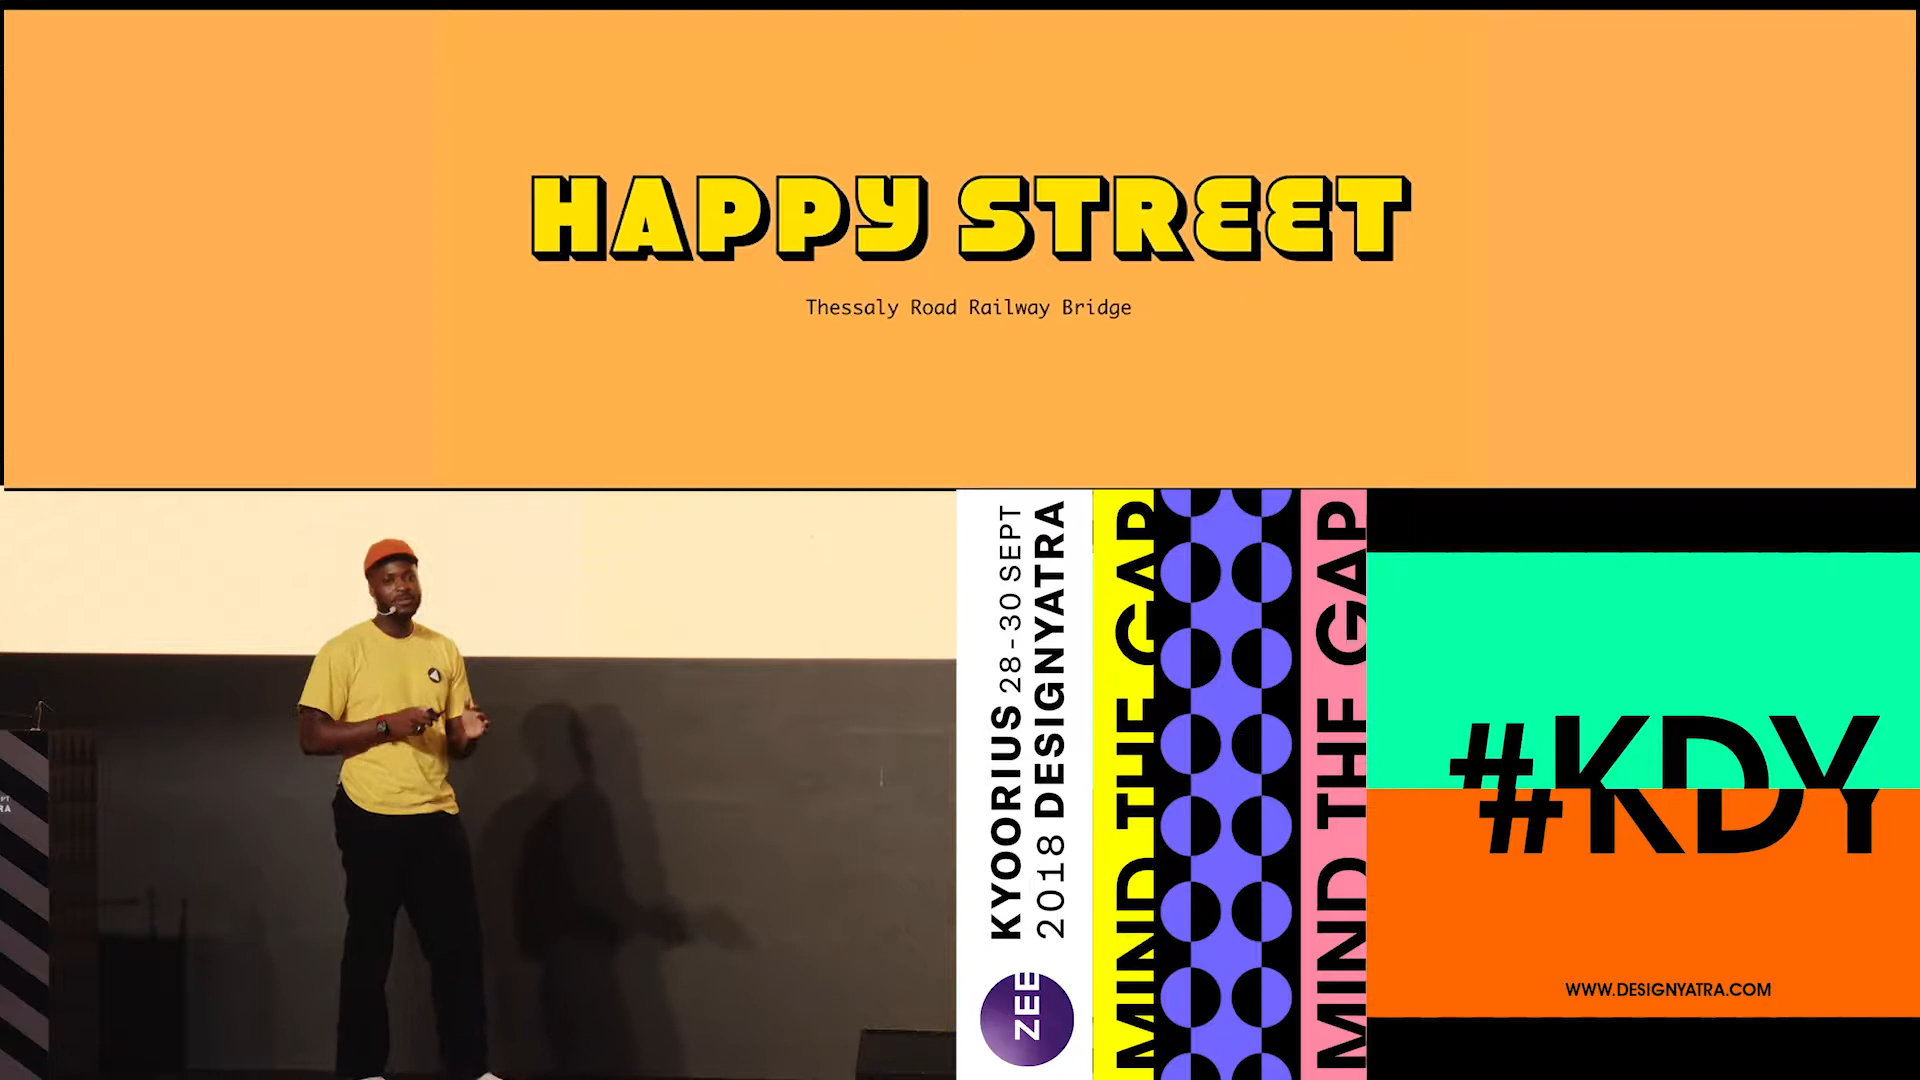 HAPPY STREET
Thessaly Road Railway Bridge
KYOORIUS 28-30 SEPT
2018 DESIGNYATRA
ZEE
MIND THE GAP
MIND THE GAP
#KDY
#KDY
WWW.DESIGNYATRA.COM